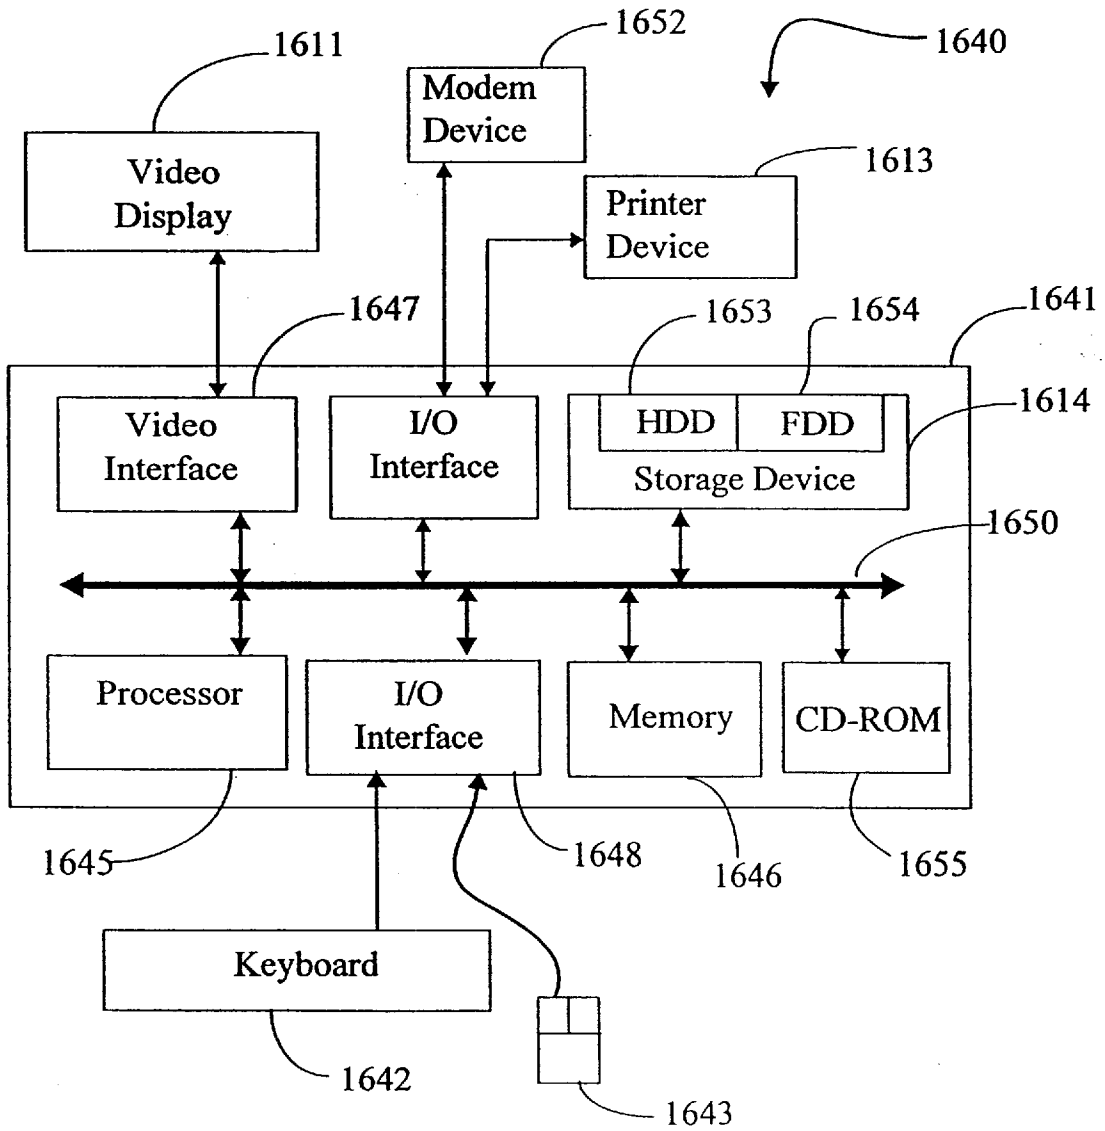 1652
1640
1611
Modem
Device
1613
Video
Display
Printer
Device
1641
1647
1653
1654
1614
Video
Interface
I/O
Interface
HDD
FDD
Storage Device
1650
Processor
I/O
Interface
Memory
CD-ROM
1645
1648
1646
1655
Keyboard
1642
1643